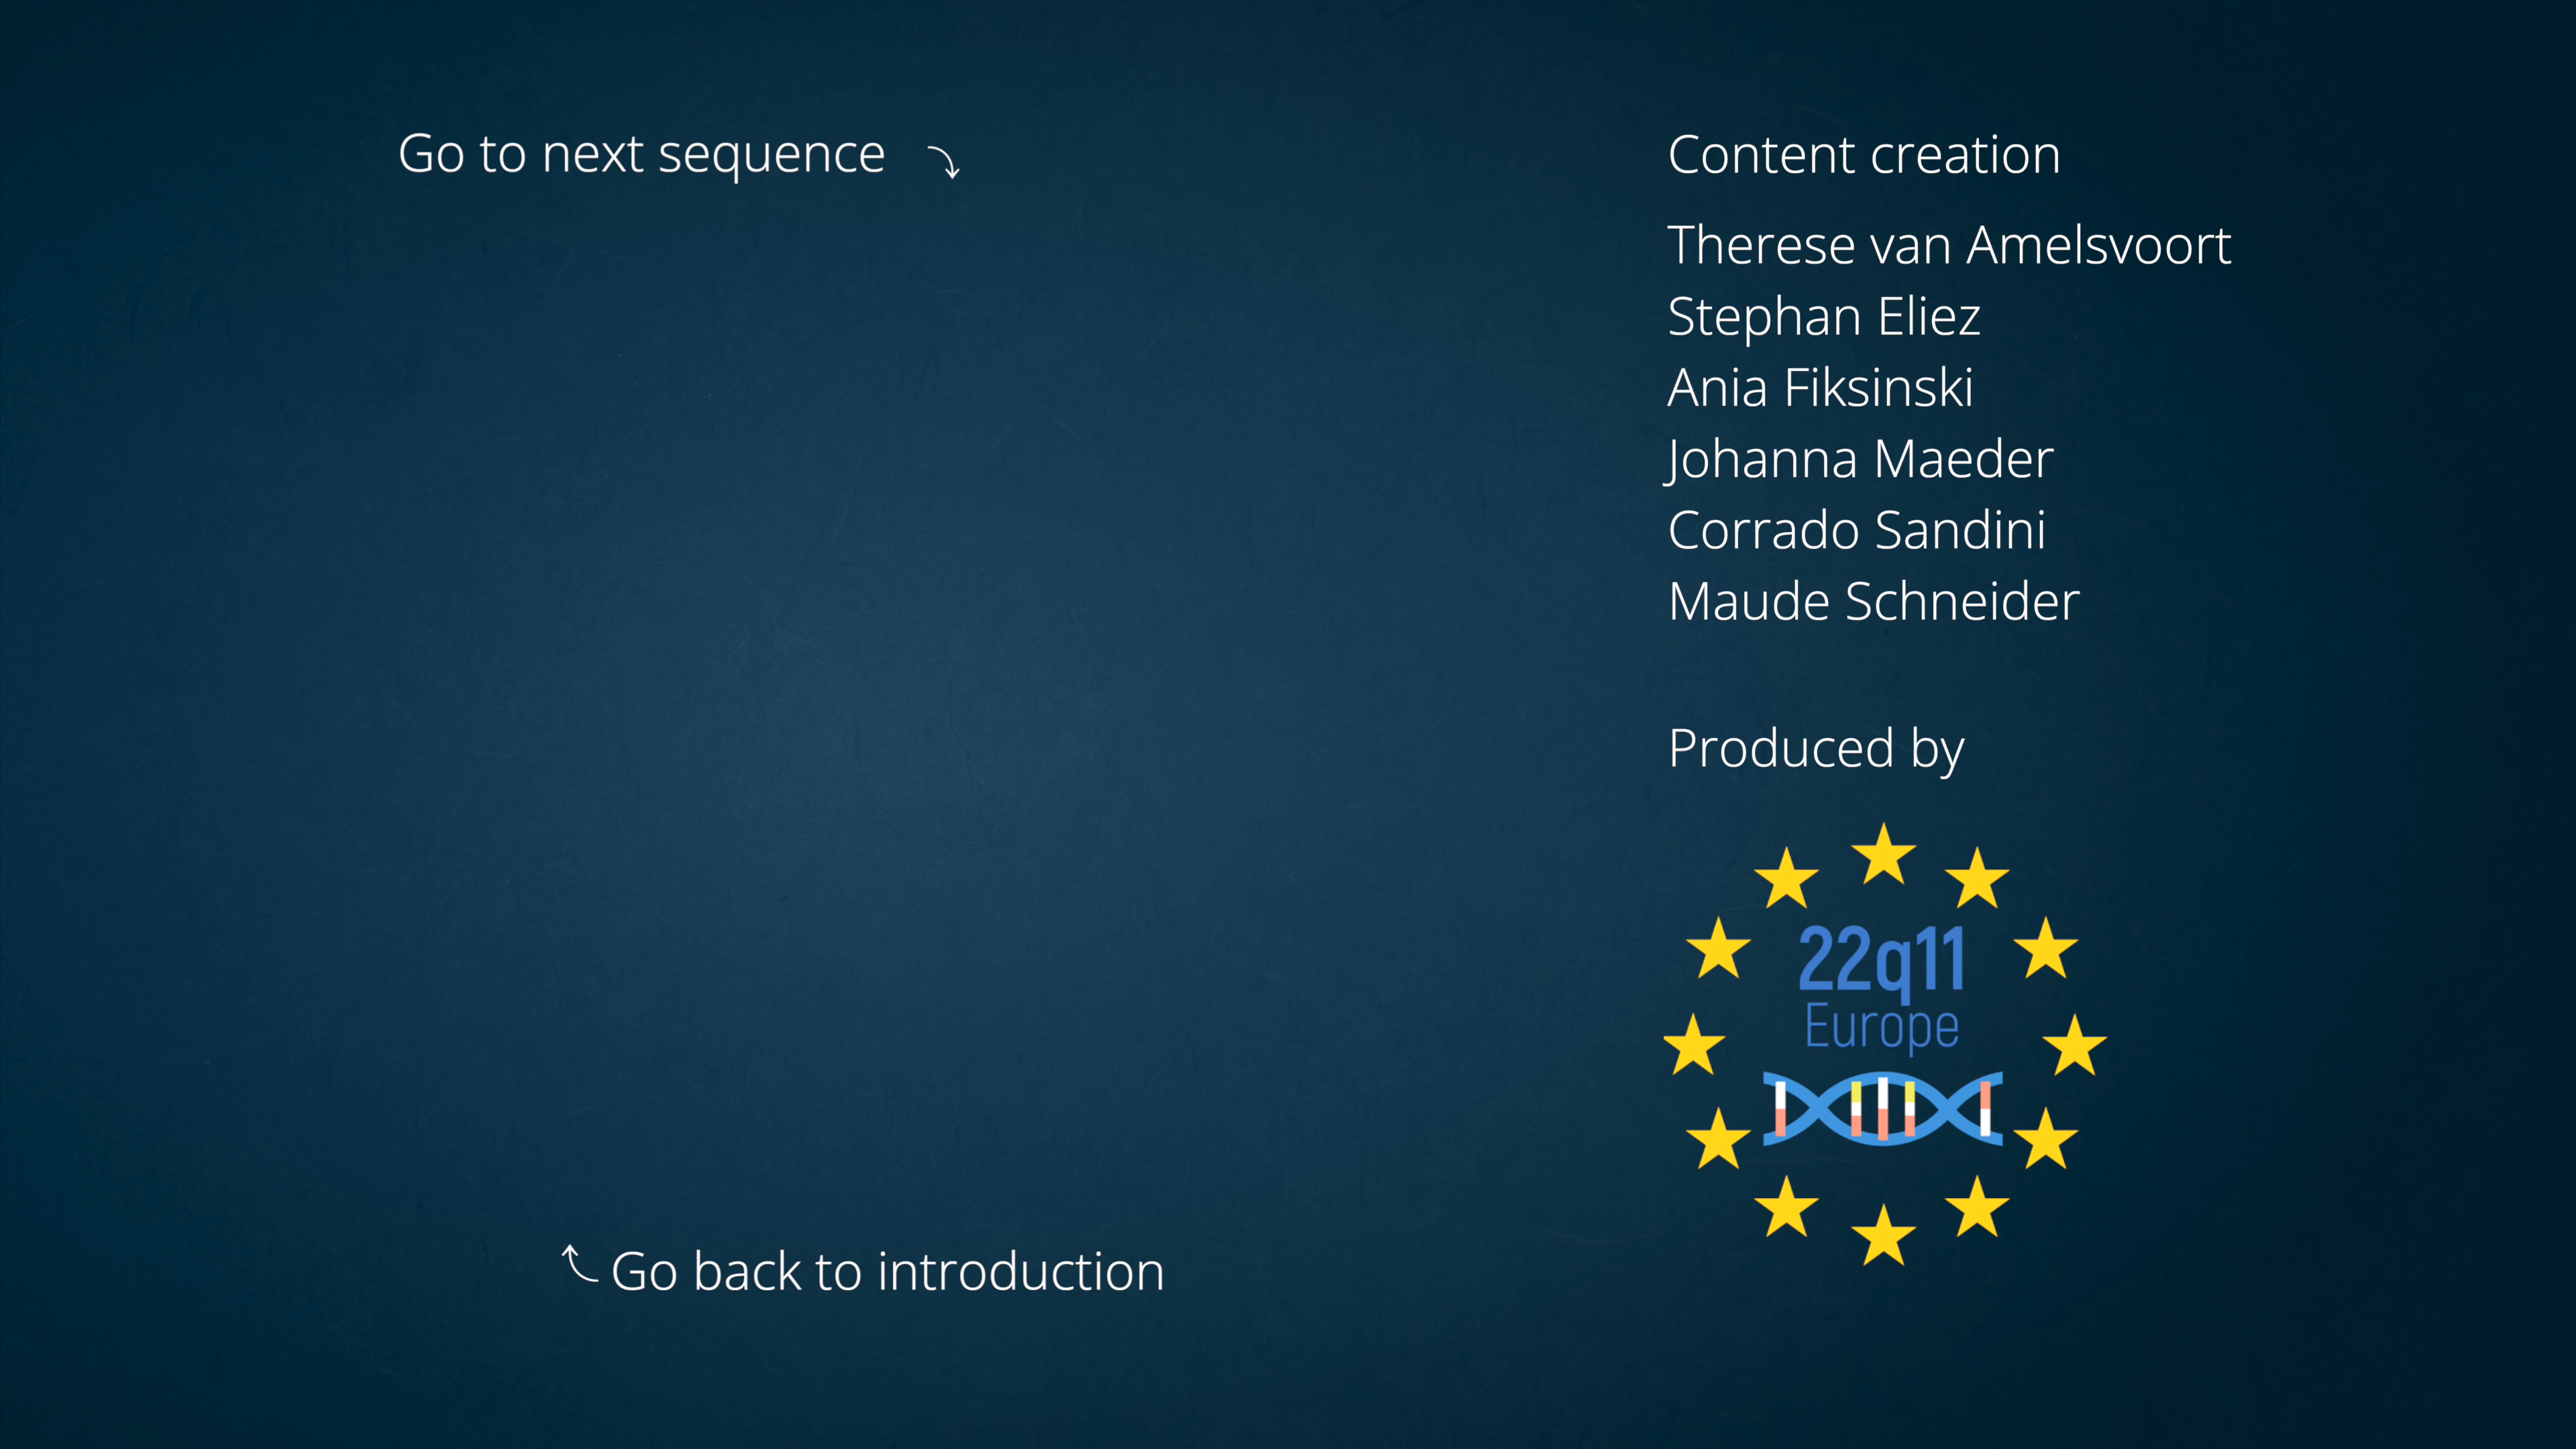 Go to next sequence
Go back to introduction
Content creation
Therese van Amelsvoort
Stephan Eliez
Ania Fiksinski
Johanna Maeder
Corrado Sandini
Maude Schneider
Produced by
22q11
Europe